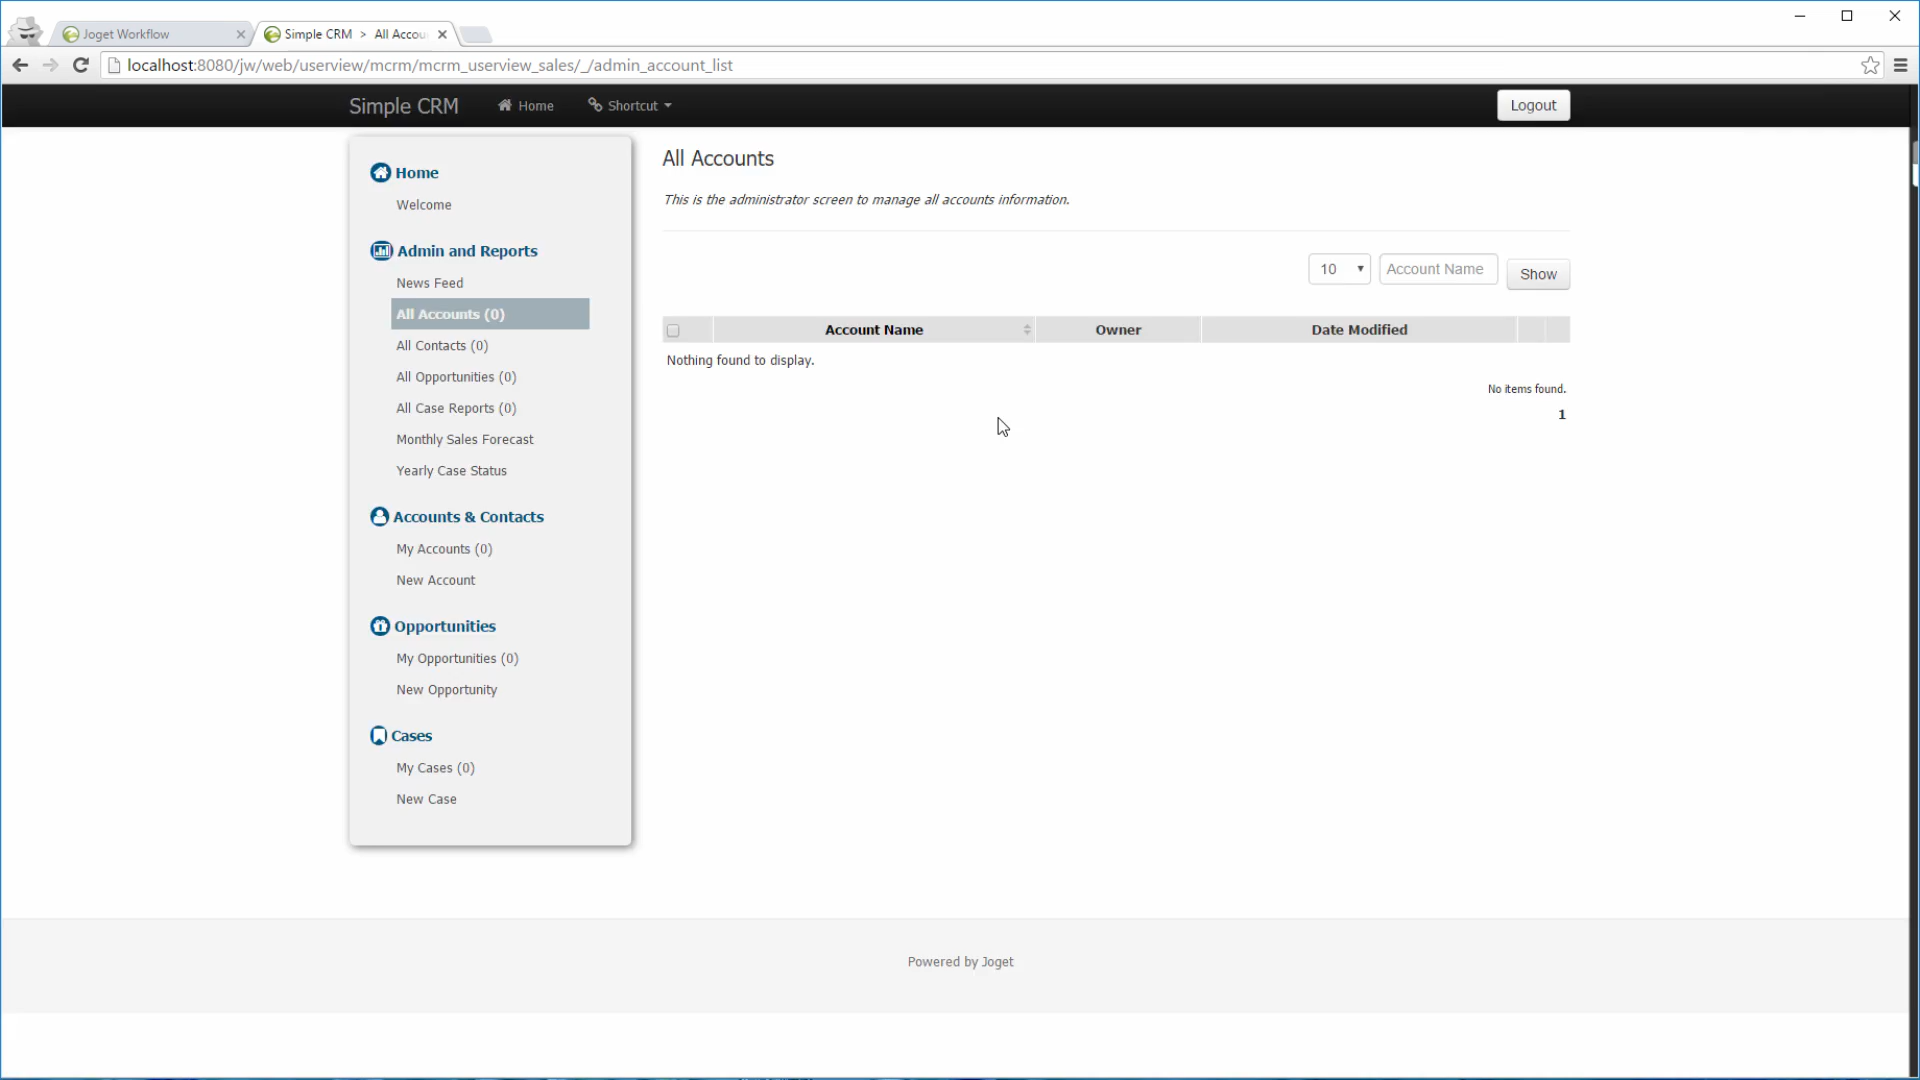 Joget Workflow
Simple CRM > All Accou
localhost:8080/jw/web/userview/mcrm/mcrm_userview_sales/_/admin_account_list
Simple CRM Home Shortcut Logout
Home
Welcome
Admin and Reports
News Feed
All Accounts (0)
All Contacts (0)
All Opportunities (0)
All Case Reports (0)
Monthly Sales Forecast
Yearly Case Status
Accounts & Contacts
My Accounts (0)
New Account
Opportunities
My Opportunities (0)
New Opportunity
Cases
My Cases (0)
New Case
All Accounts
This is the administrator screen to manage all accounts information.
10 Account Name Show
Account Name Owner Date Modified
Nothing found to display.
No items found.
1
Powered by Joget